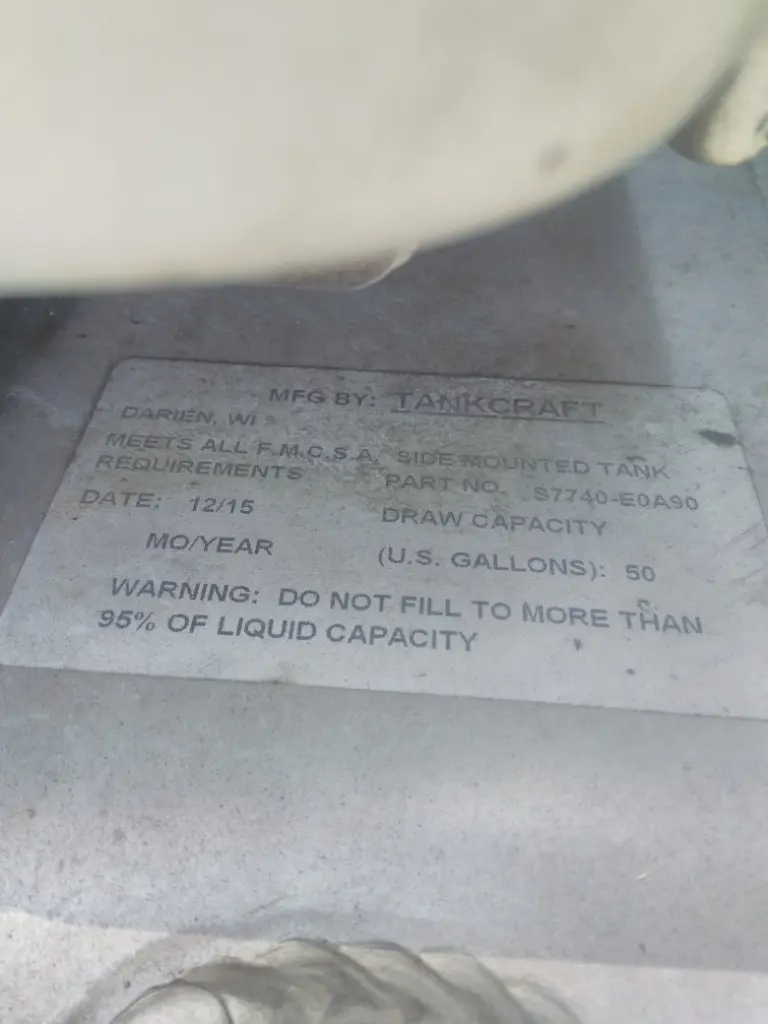 MFG BY: TANKCRAFT
DARIEN, WI
MEETS ALL F.M.C.S.A. SIDE MOUNTED TANK
REQUIREMENTS PART NO. S7740-E0A90
DATE: 12/15 DRAW CAPACITY
MO/YEAR (U.S. GALLONS): 50
WARNING: DO NOT FILL TO MORE THAN
95% OF LIQUID CAPACITY